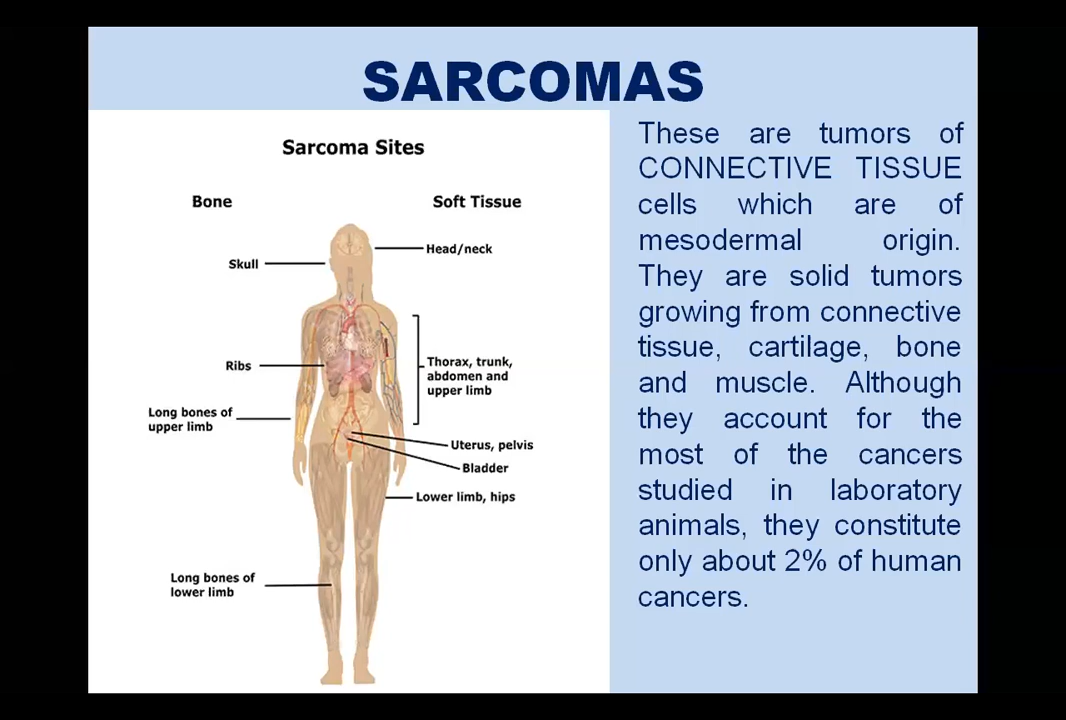 SARCOMAS
Sarcoma Sites
Bone
Soft Tissue
Head/neck
Skull
Ribs
Thorax, trunk,
abdomen and
upper limb
Long bones of
upper limb
Uterus, pelvis
Bladder
Lower limb, hips
Long bones of
lower limb
These are tumors of
CONNECTIVE TISSUE
cells which are of
mesodermal origin.
They are solid tumors
growing from connective
tissue, cartilage, bone
and muscle. Although
they account for the
most of the cancers
studied in laboratory
animals, they constitute
only about 2% of human
cancers.